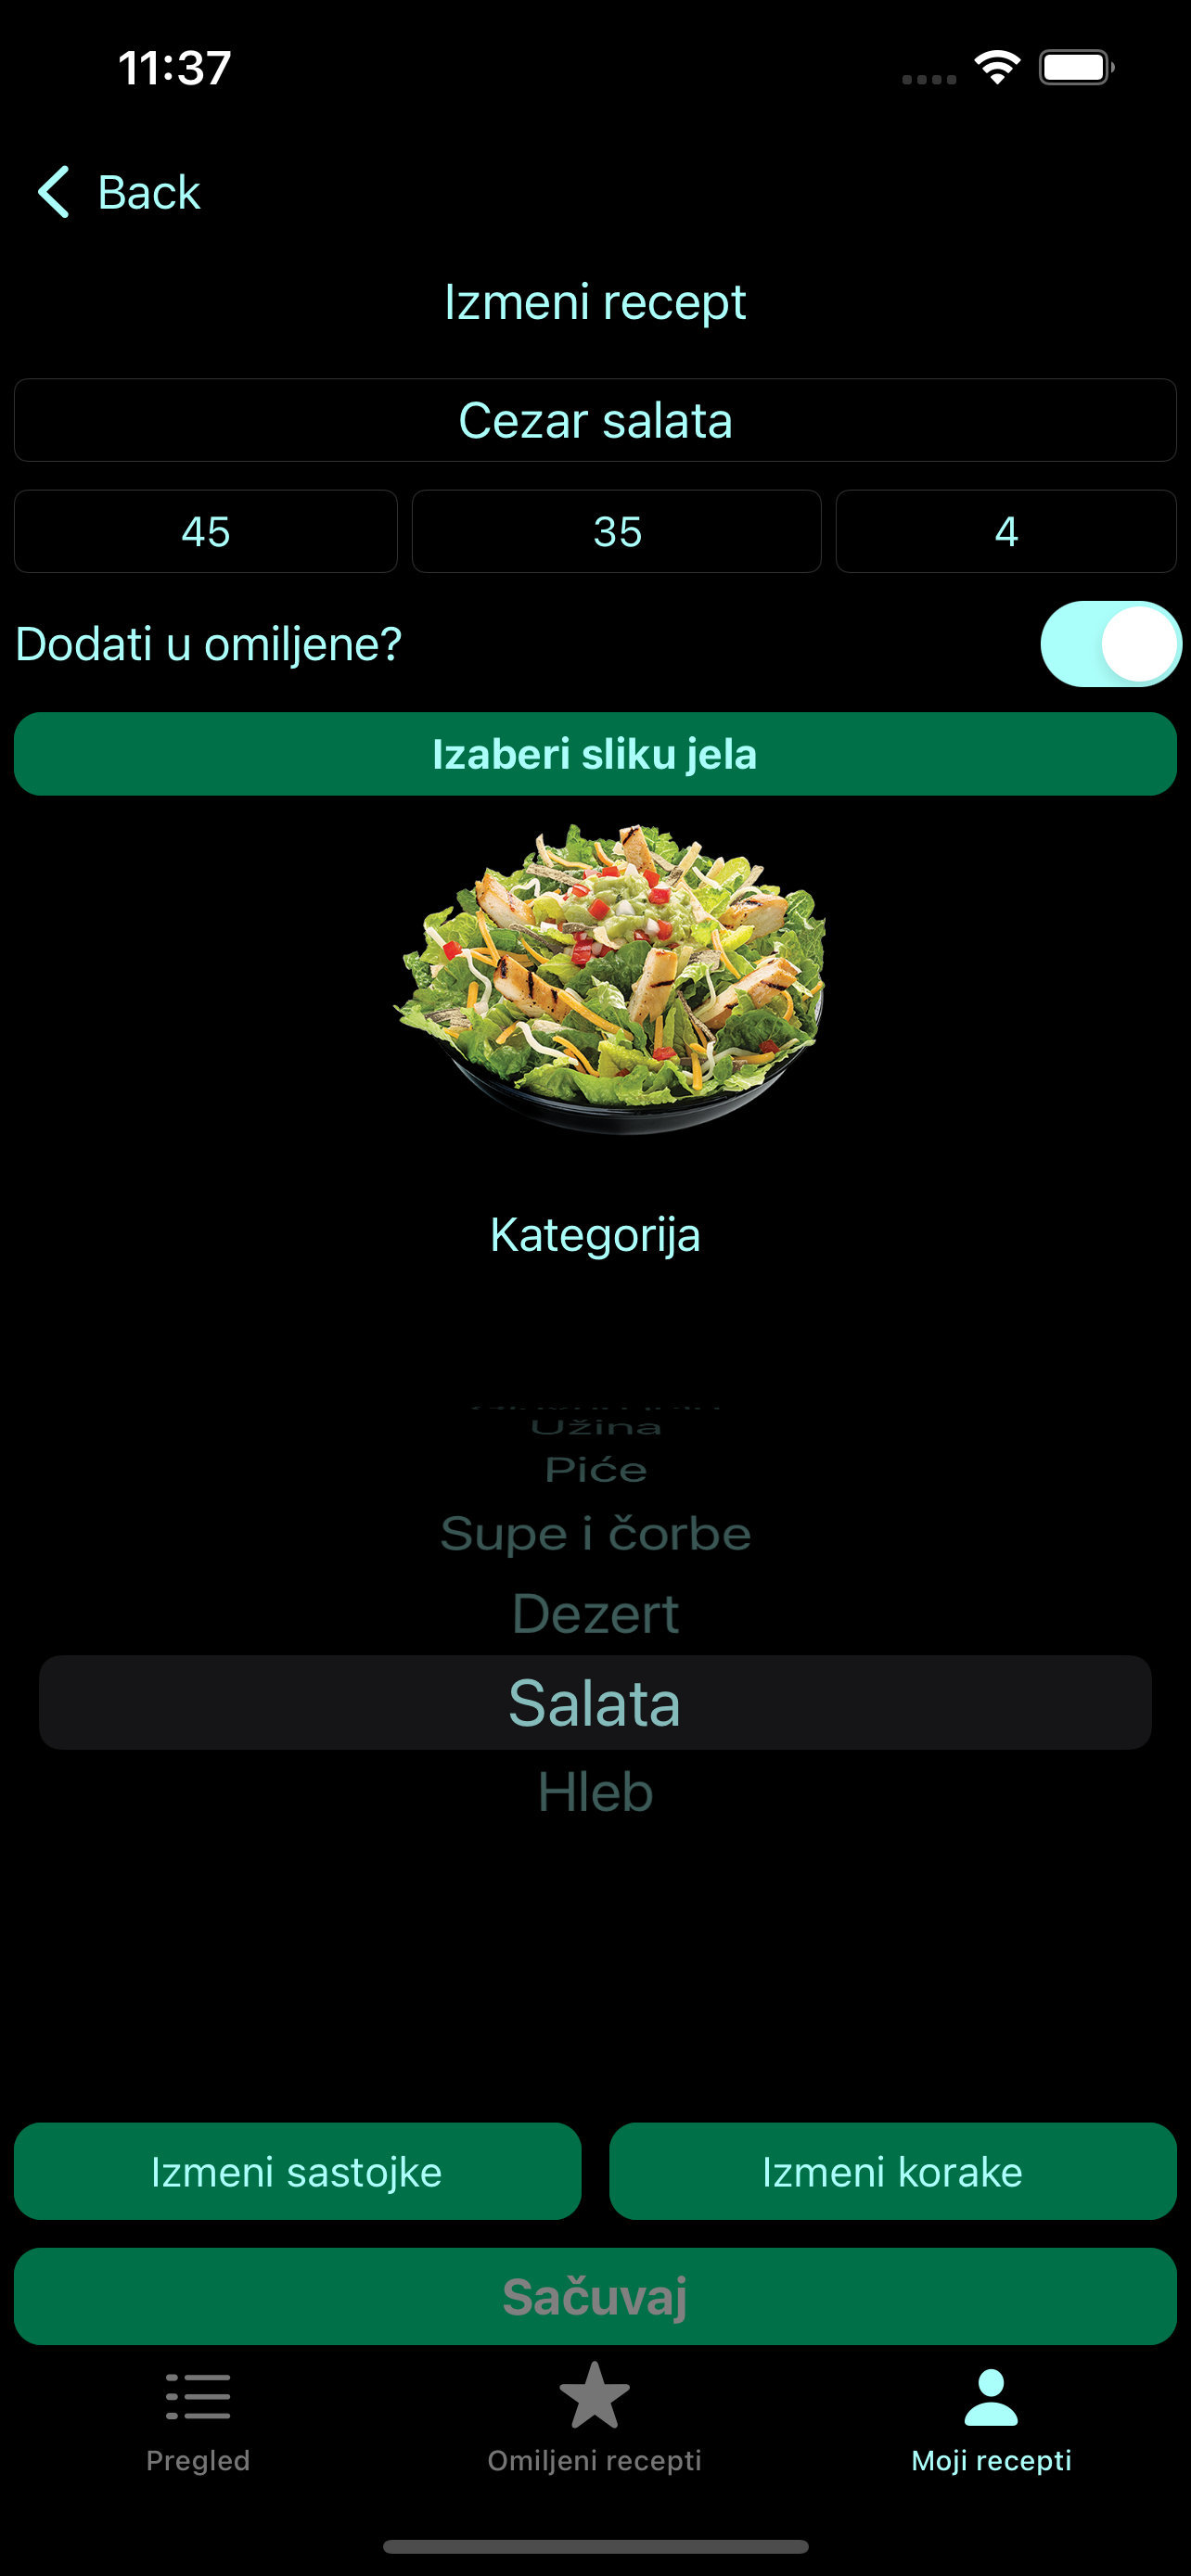 11:37
Back
Izmeni recept
Cezar salata
45 35 4
Dodati u omiljene?
Izaberi sliku jela
Kategorija
Užina
Piće
Supe i čorbe
Dezert
Salata
Hleb
Izmeni sastojke Izmeni korake
Sačuvaj
Pregled Omiljeni recepti Moji recepti